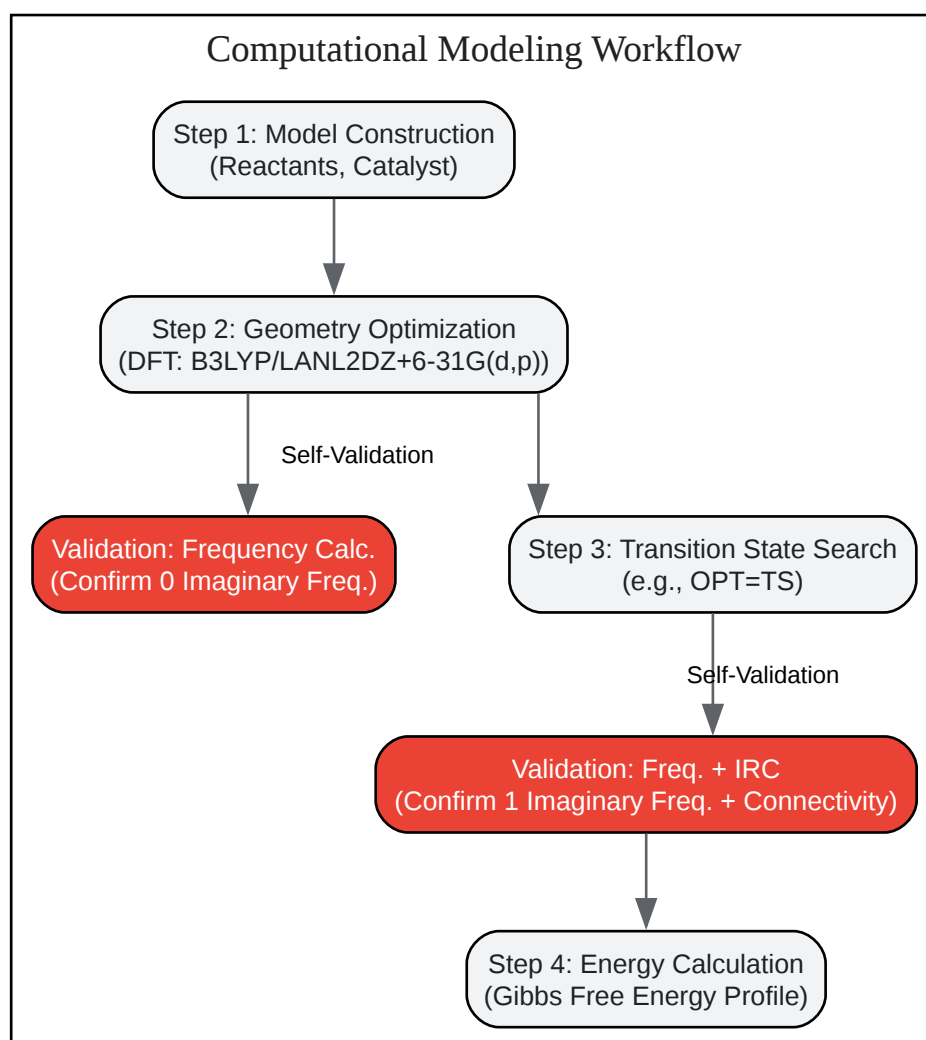 Computational Modeling Workflow
Step 1: Model Construction
(Reactants, Catalyst)
Step 2: Geometry Optimization
(DFT: B3LYP/LANL2DZ+6-31G(d,p))
Self-Validation
Validation: Frequency Calc.
(Confirm 0 Imaginary Freq.)
Step 3: Transition State Search
(e.g., OPT=TS)
Self-Validation
Validation: Freq. + IRC
(Confirm 1 Imaginary Freq. + Connectivity)
Step 4: Energy Calculation
(Gibbs Free Energy Profile)